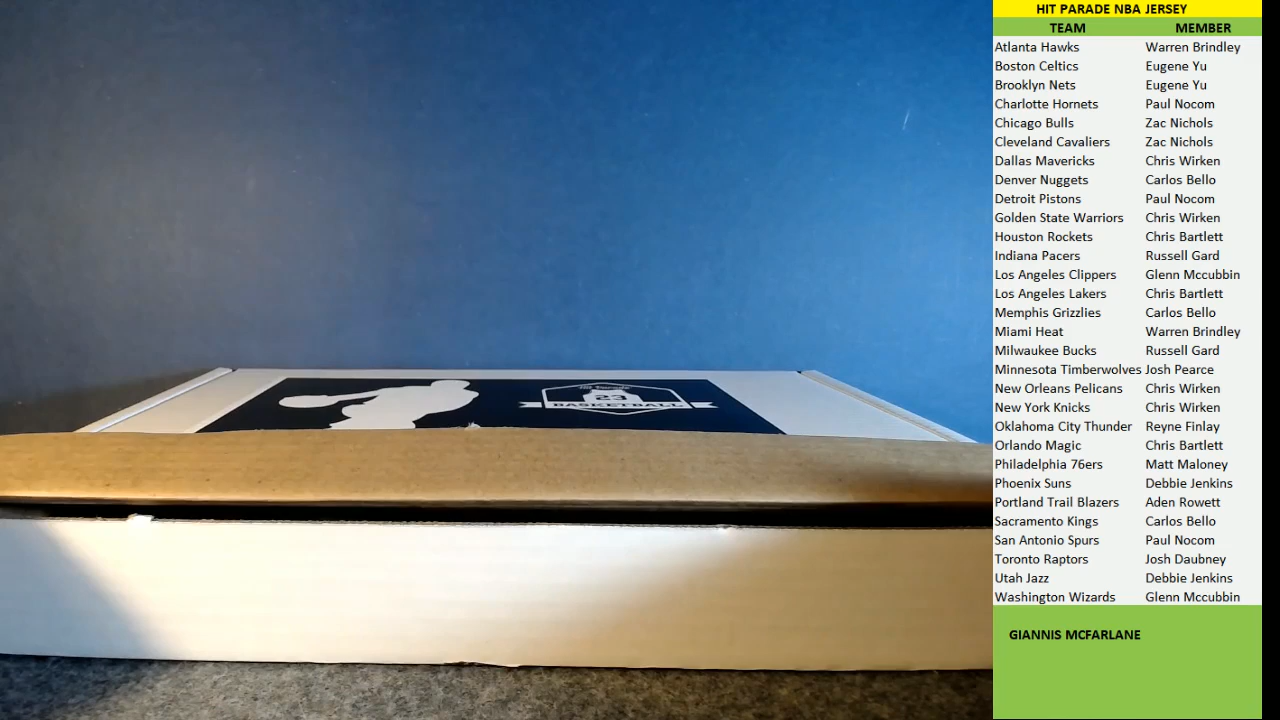 HIT PARADE NBA JERSEY
TEAM MEMBER
Atlanta Hawks Warren Brindley
Boston Celtics Eugene Yu
Brooklyn Nets Eugene Yu
Charlotte Hornets Paul Nocom
Chicago Bulls Zac Nichols
Cleveland Cavaliers Zac Nichols
Dallas Mavericks Chris Wirken
Denver Nuggets Carlos Bello
Detroit Pistons Paul Nocom
Golden State Warriors Chris Wirken
Houston Rockets Chris Bartlett
Indiana Pacers Russell Gard
Los Angeles Clippers Glenn Mccubbin
Los Angeles Lakers Chris Bartlett
Memphis Grizzlies Carlos Bello
Miami Heat Warren Brindley
Milwaukee Bucks Russell Gard
Minnesota Timberwolves Josh Pearce
New Orleans Pelicans Chris Wirken
New York Knicks Chris Wirken
Oklahoma City Thunder Reyne Finlay
Orlando Magic Chris Bartlett
Philadelphia 76ers Matt Maloney
Phoenix Suns Debbie Jenkins
Portland Trail Blazers Aden Rowett
Sacramento Kings Carlos Bello
San Antonio Spurs Paul Nocom
Toronto Raptors Josh Daubney
Utah Jazz Debbie Jenkins
Washington Wizards Glenn Mccubbin
GIANNIS MCFARLANE
23
BASKETBALL